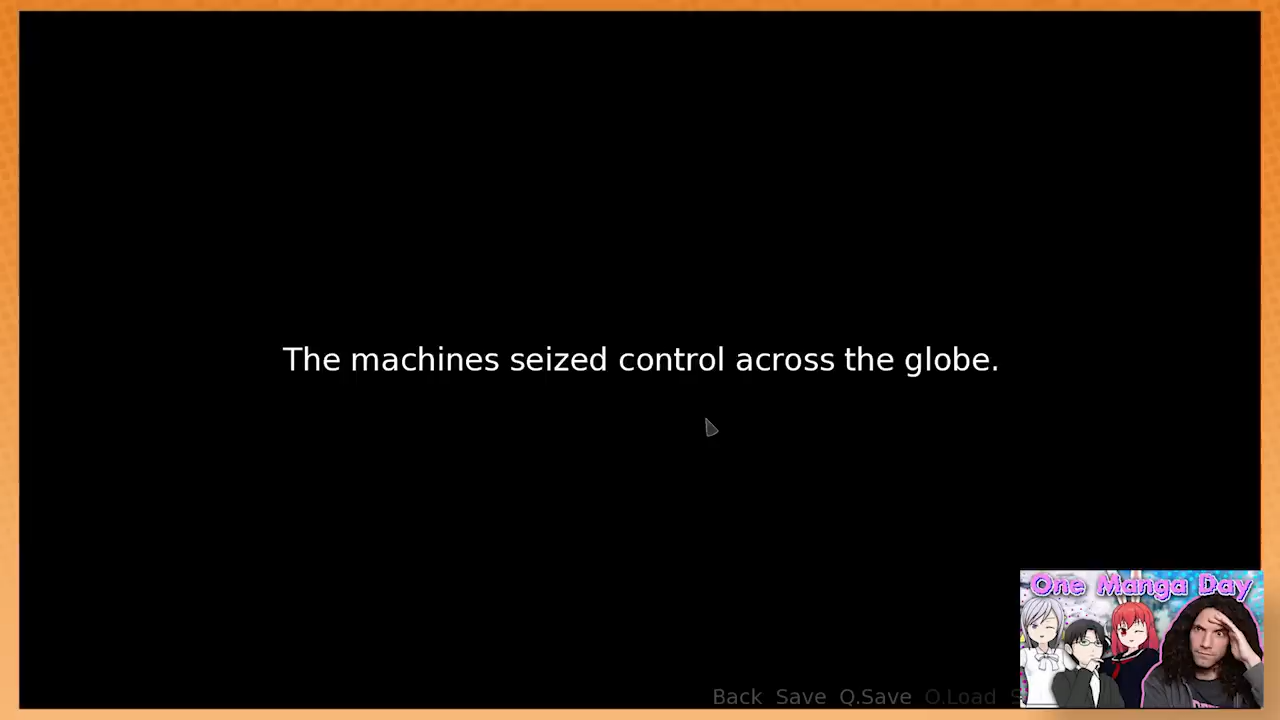 The machines seized control across the globe.
One Manga Day
Back Save Q.Save Q.Load